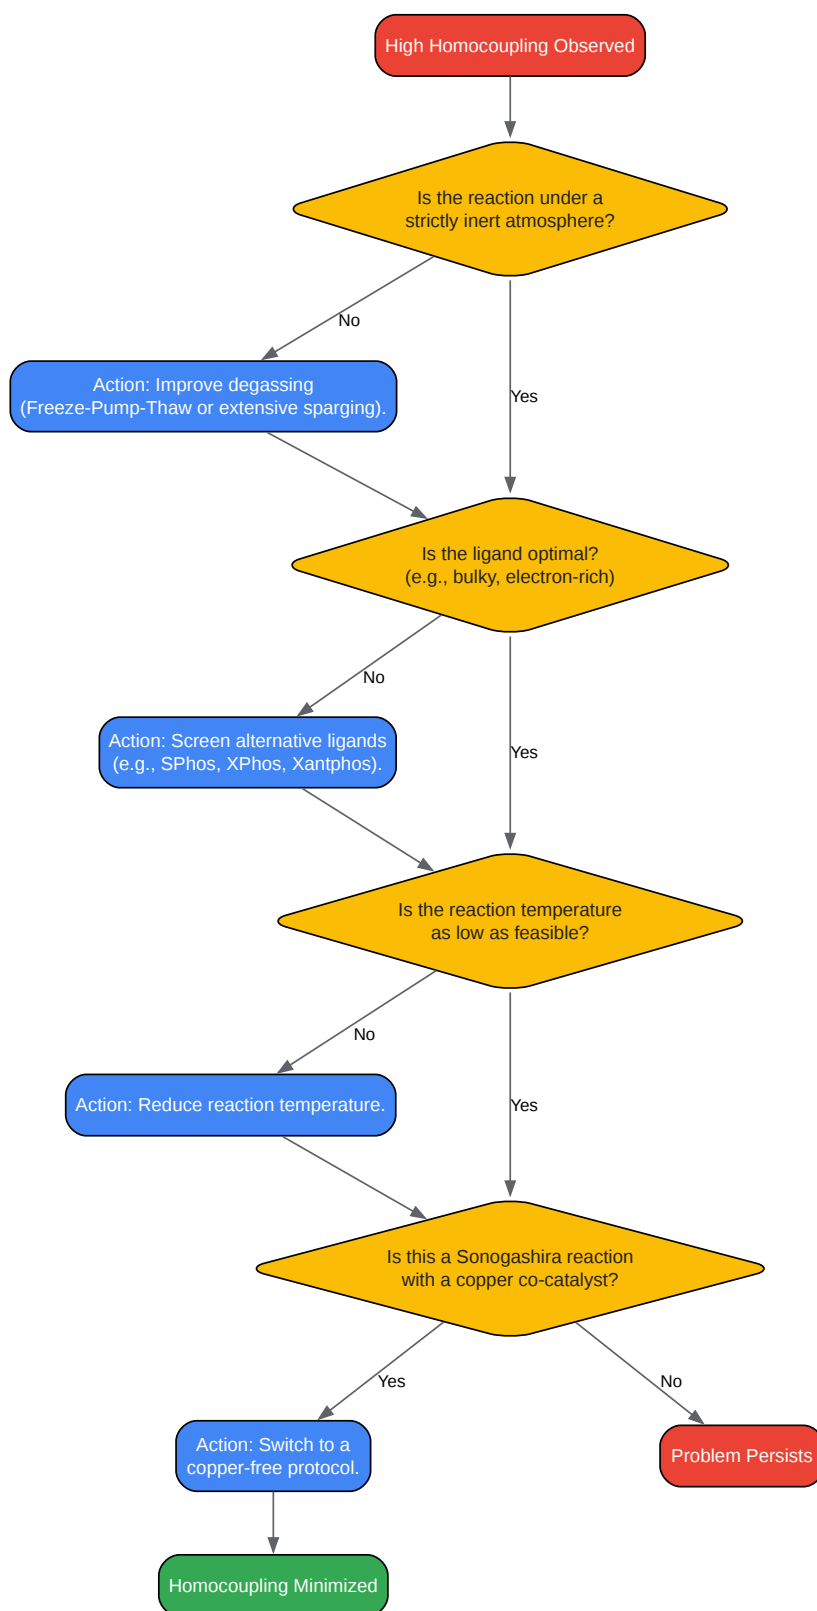 High Homocoupling Observed
Is the reaction under a
strictly inert atmosphere?
No
Action: Improve degassing
(Freeze-Pump-Thaw or extensive sparging).
Yes
Is the ligand optimal?
(e.g., bulky, electron-rich)
No
Action: Screen alternative ligands
(e.g., SPhos, XPhos, Xantphos).
Yes
Is the reaction temperature
as low as feasible?
No
Action: Reduce reaction temperature.
Yes
Is this a Sonogashira reaction
with a copper co-catalyst?
Yes
No
Action: Switch to a
copper-free protocol.
Problem Persists
Homocoupling Minimized